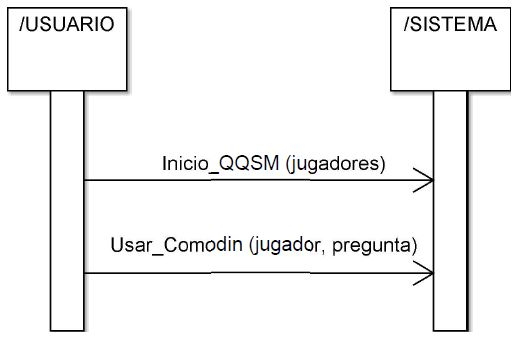 /USUARIO
/SISTEMA
Inicio_QQSM (jugadores)
Usar_Comodin (jugador, pregunta)